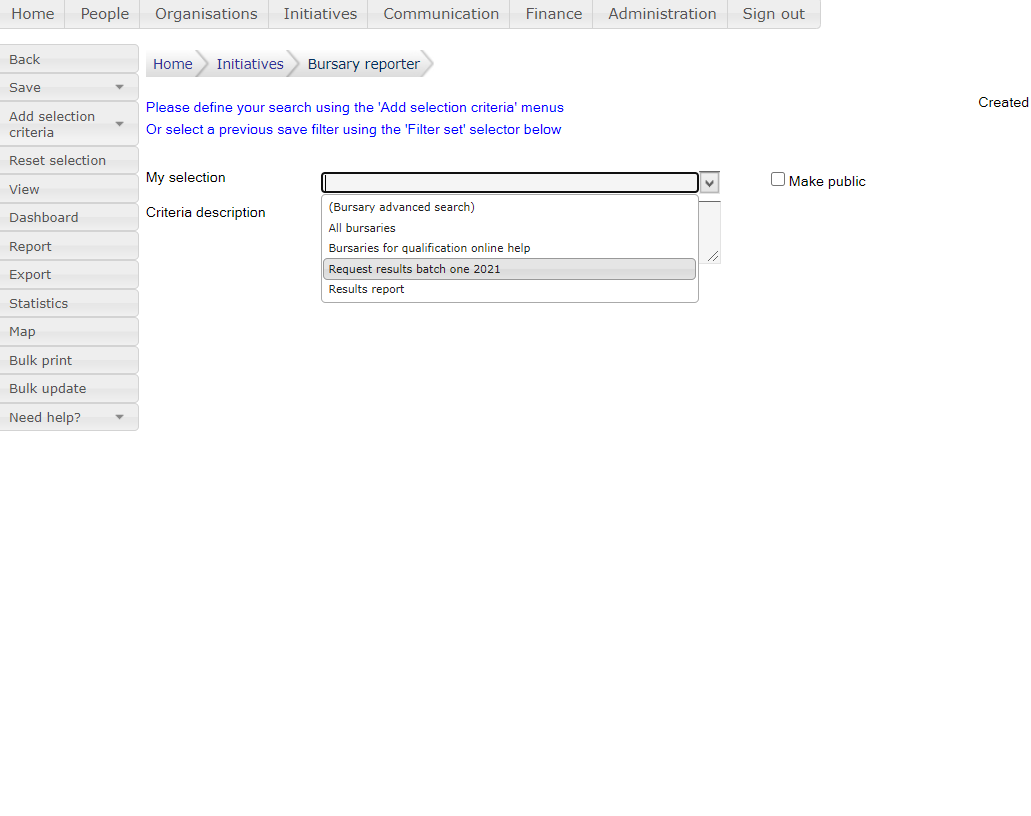 Home People Organisations Initiatives Communication Finance Administration Sign out
Back
Save
Add selection
criteria
Reset selection
View
Dashboard
Report
Export
Statistics
Map
Bulk print
Bulk update
Need help?
Home Initiatives Bursary reporter
Please define your search using the 'Add selection criteria' menus
Or select a previous save filter using the 'Filter set' selector below
Created
My selection
Make public
Criteria description
(Bursary advanced search)
All bursaries
Bursaries for qualification online help
Request results batch one 2021
Results report